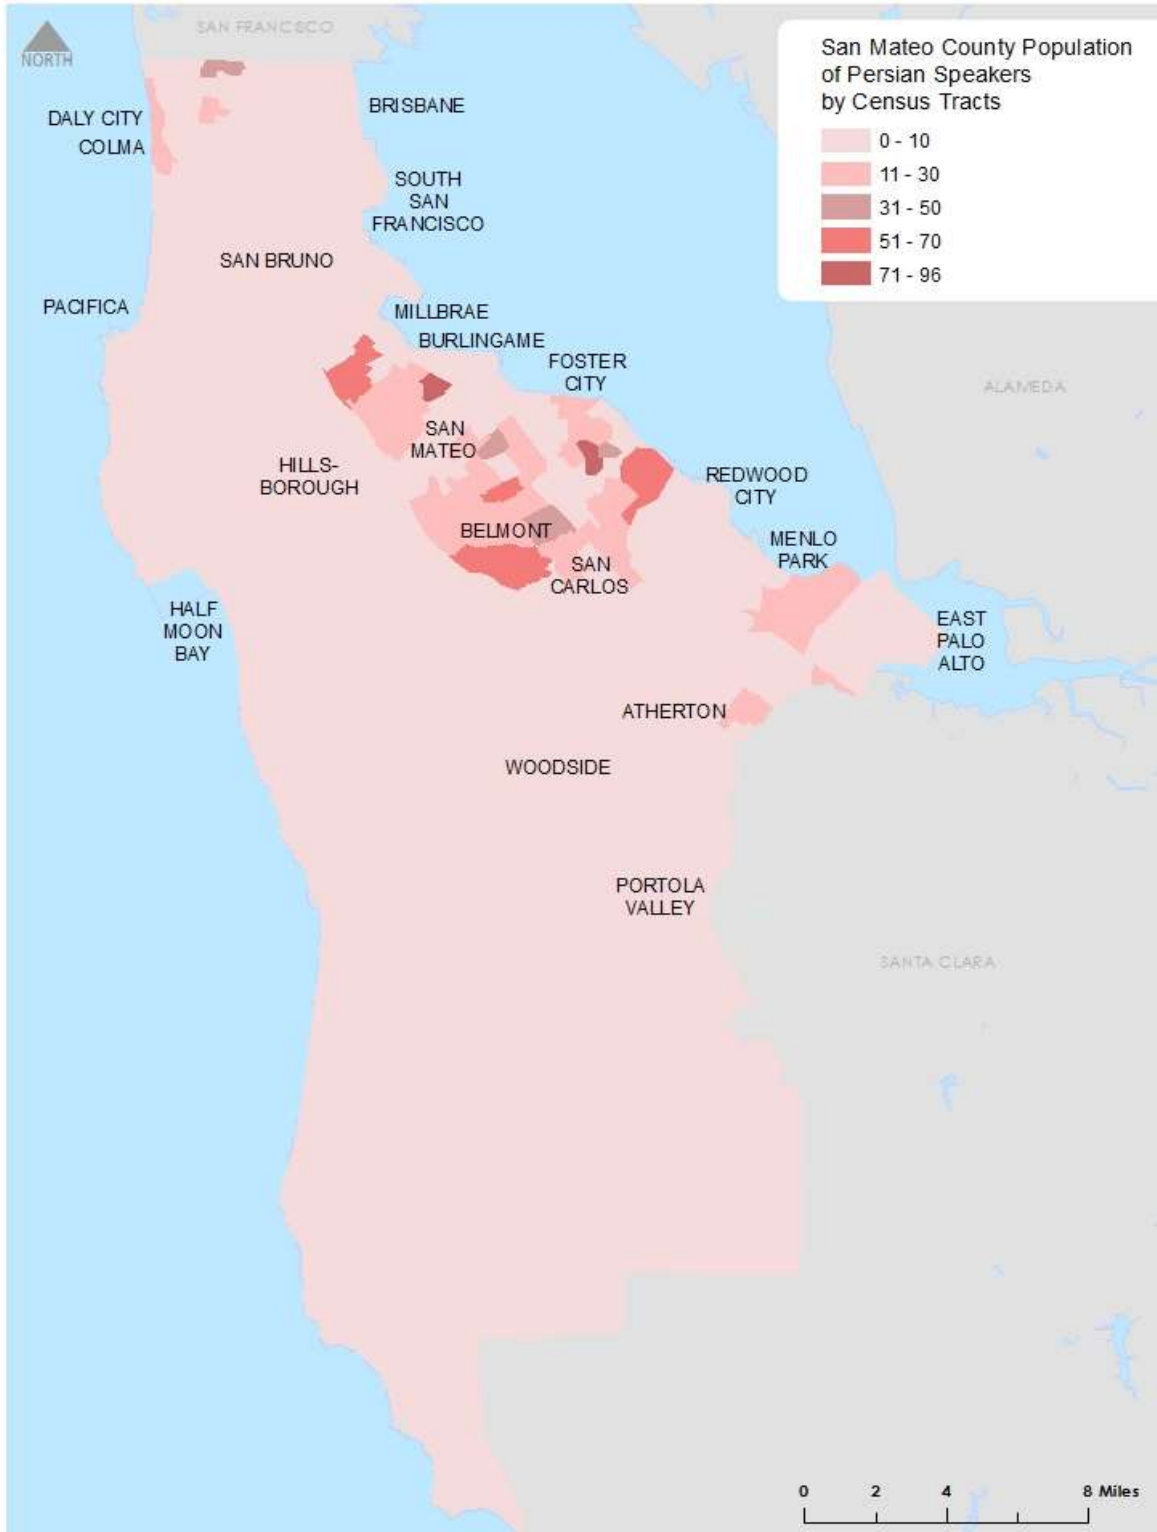 SAN FRANCISCO
NORTH
San Mateo County Population
of Persian Speakers
by Census Tracts
0 - 10
11 - 30
31 - 50
51 - 70
71 - 96
DALY CITY
COLMA
BRISBANE
SOUTH
SAN
FRANCISCO
SAN BRUNO
PACIFICA
MILLBRAE
BURLINGAME
FOSTER
CITY
ALAMEDA
SAN
MATEO
HILLS-
BOROUGH
REDWOOD
CITY
BELMONT
MENLO
PARK
SAN
CARLOS
HALF
MOON
BAY
EAST
PALO
ALTO
ATHERTON
WOODSIDE
PORTOLA
VALLEY
SANTA CLARA
0 2 4 8 Miles